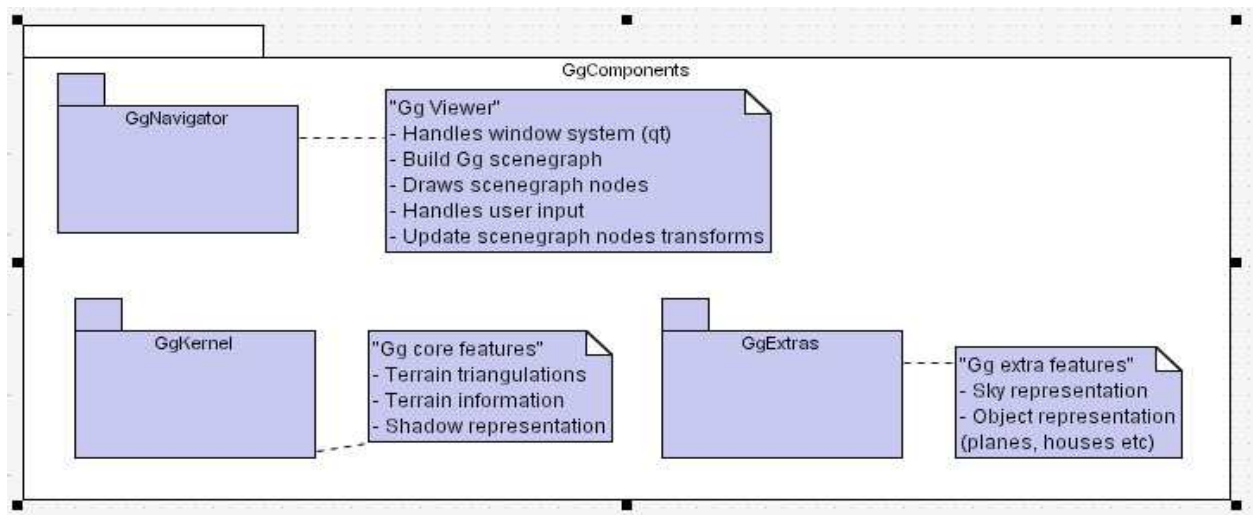 GgComponents
GgNavigator
"Gg Viewer"
- Handles window system (qt)
- Build Gg scenegraph
- Draws scenegraph nodes
- Handles user input
- Update scenegraph nodes transforms
GgKernel
"Gg core features"
- Terrain triangulations
- Terrain information
- Shadow representation
GgExtras
"Gg extra features"
- Sky representation
- Object representation
(planes, houses etc)